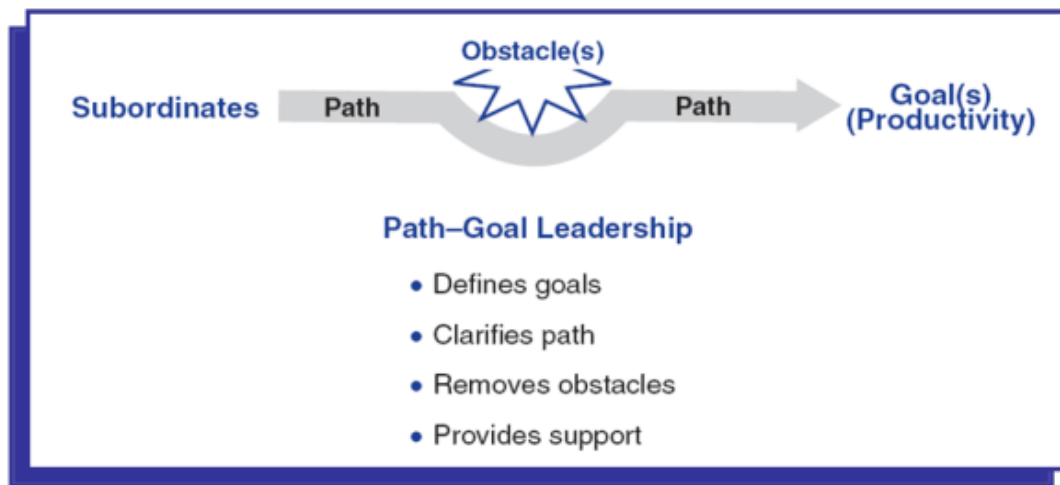 Obstacle(s)
Subordinates Path Path Goal(s)
(Productivity)
Path–Goal Leadership
• Defines goals
• Clarifies path
• Removes obstacles
• Provides support